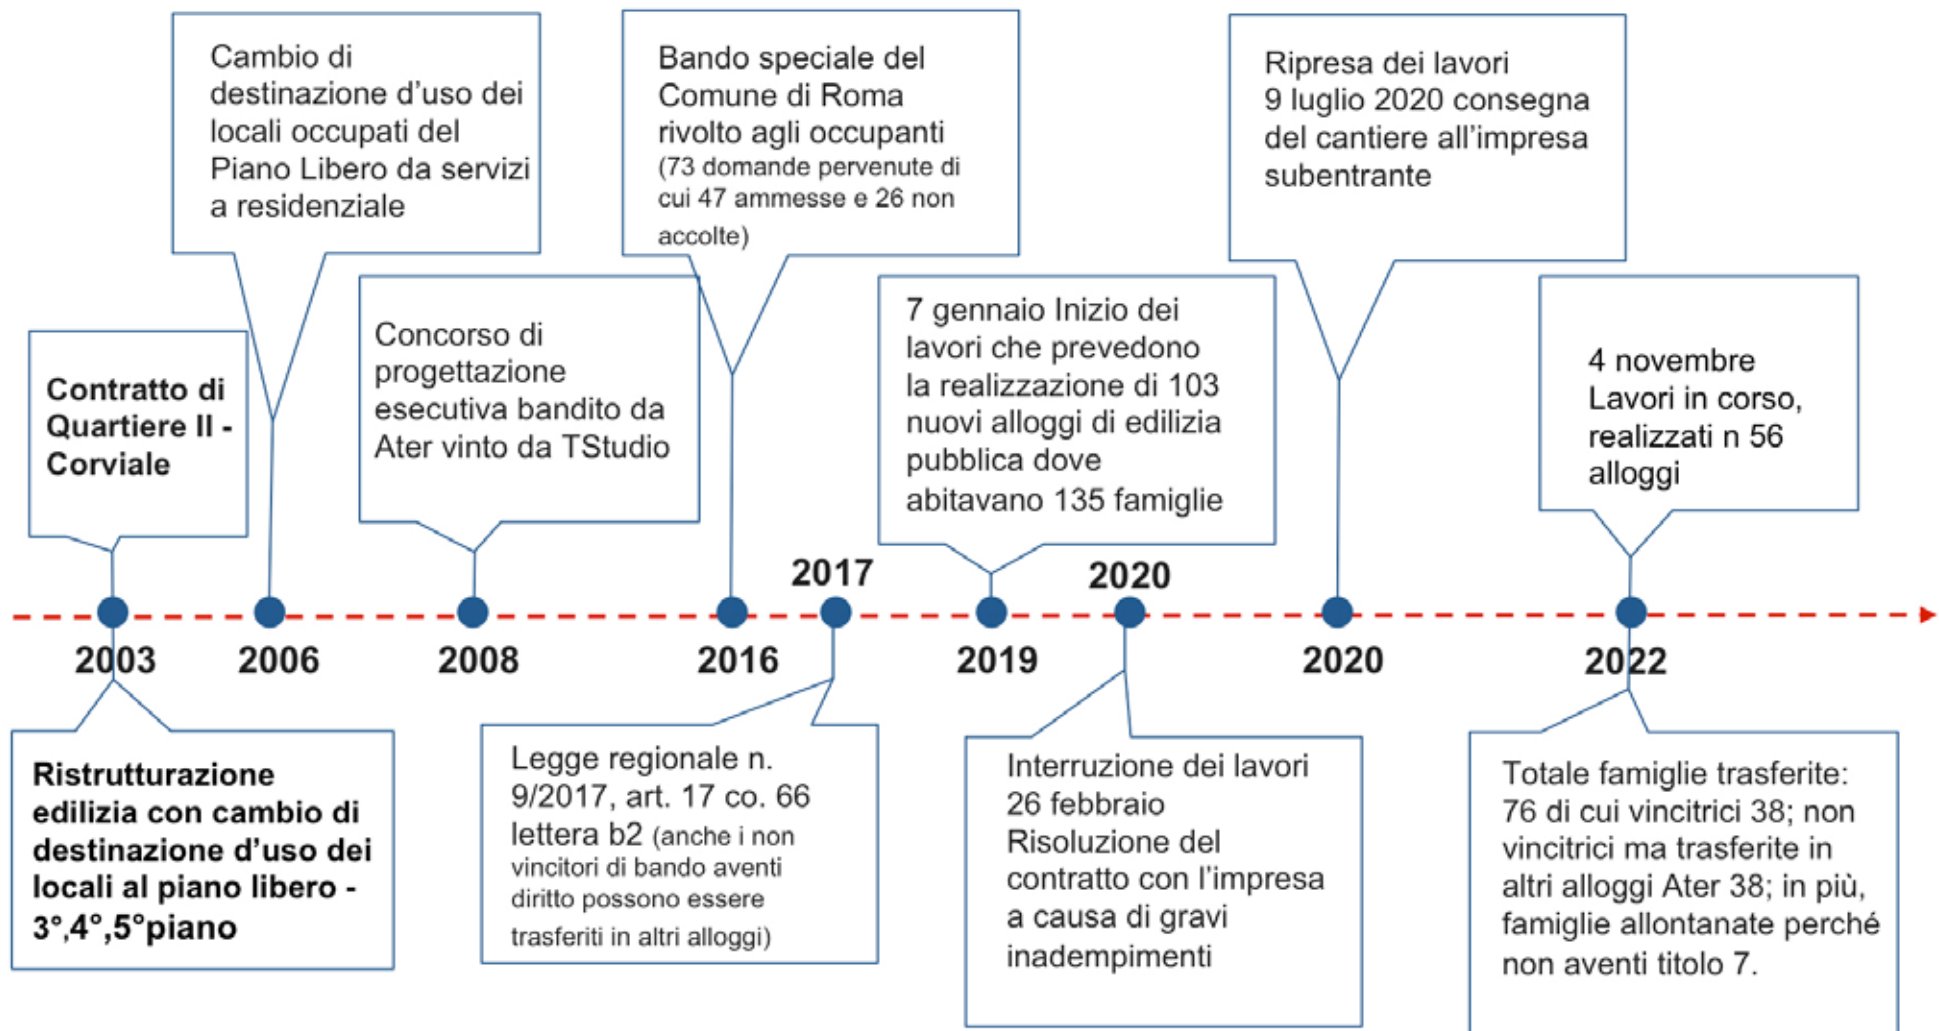 Cambio di
destinazione d'uso dei
locali occupati del
Piano Libero da servizi
a residenziale
Bando speciale del
Comune di Roma
rivolto agli occupanti
(73 domande pervenute di
cui 47 ammesse e 26 non
accolte)
Ripresa dei lavori
9 luglio 2020 consegna
del cantiere all'impresa
subentrante
Contratto di
Quartiere II -
Corviale
Concorso di
progettazione
esecutiva bandito da
Ater vinto da TStudio
7 gennaio Inizio dei
lavori che prevedono
la realizzazione di 103
nuovi alloggi di edilizia
pubblica dove
abitavano 135 famiglie
4 novembre
Lavori in corso,
realizzati n 56
alloggi
2017
2020
2003
2006
2008
2016
2019
2020
2022
Ristrutturazione
edilizia con cambio di
destinazione d'uso dei
locali al piano libero -
3°,4°,5°piano
Legge regionale n.
9/2017, art. 17 co. 66
lettera b2 (anche i non
vincitori di bando aventi
diritto possono essere
trasferiti in altri alloggi)
Interruzione dei lavori
26 febbraio
Risoluzione del
contratto con l'impresa
a causa di gravi
inadempimenti
Totale famiglie trasferite:
76 di cui vincitrici 38; non
vincitrici ma trasferite in
altri alloggi Ater 38; in più,
famiglie allontanate perché
non aventi titolo 7.